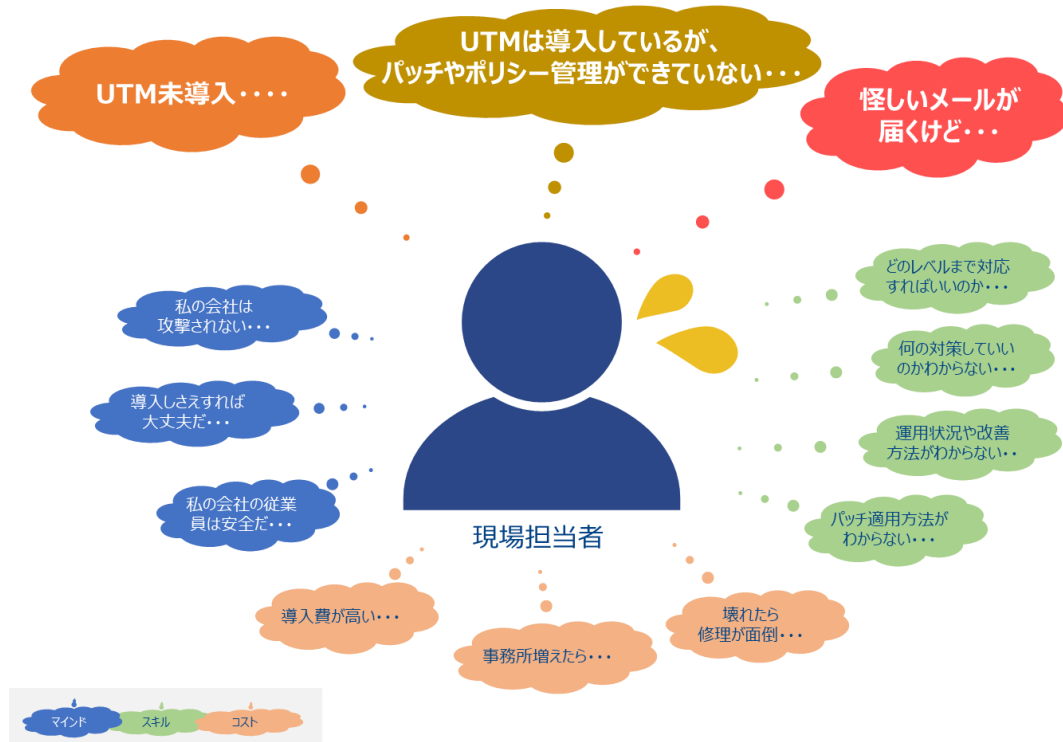 UTM未導入・・・・
UTMは導入しているが、
パッチやポリシー管理ができていない・・・
怪しいメールが
届くけど・・・
私の会社は
攻撃されない・・・
導入しさえすれば
大丈夫だ・・・
私の会社の従業
員は安全だ・・・
どのレベルまで対応
すればいいのか・・・
何の対策していい
のかわからない・・・
運用状況や改善
方法がわからない・・
パッチ適用方法が
わからない・・・
現場担当者
導入費が高い・・・
事務所増えたら・・・
壊れたら
修理が面倒・・・
マインド
スキル
コスト